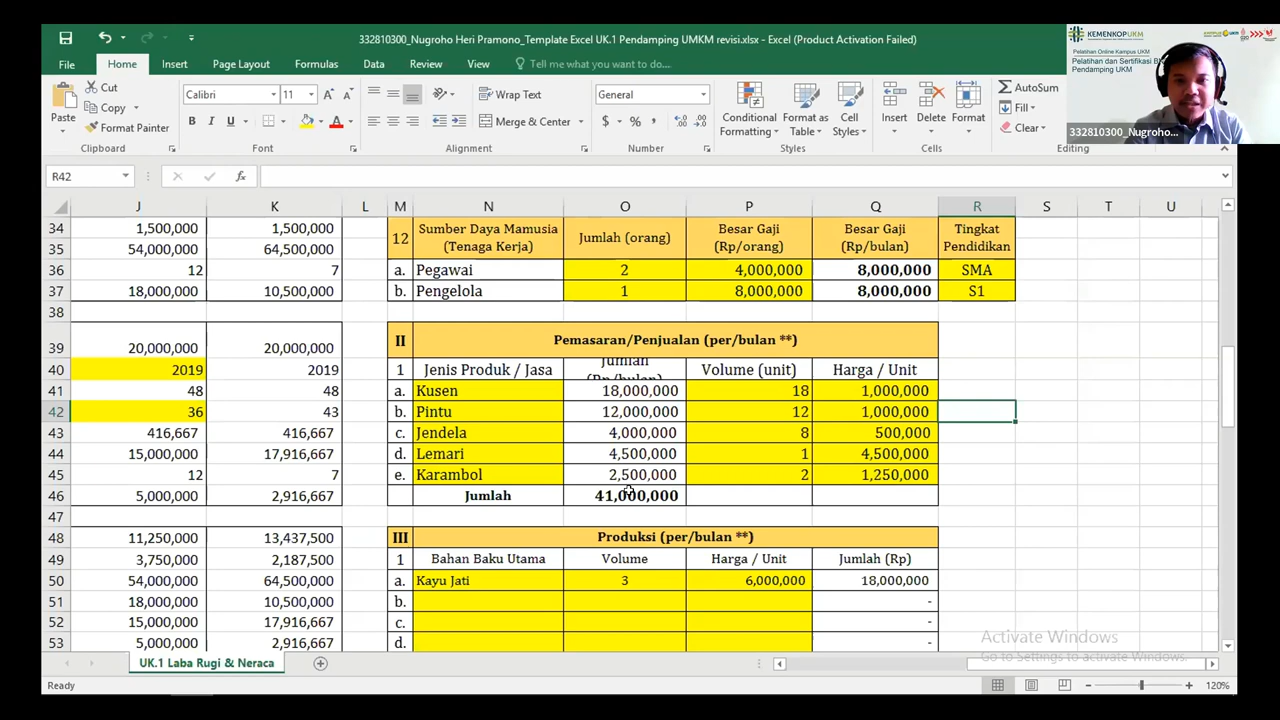 332810300_Nugroho Heri Pramono_Template Excel UK.1 Pendamping UMKM revisi.xlsx - Excel (Product Activation Failed)
KEMENKOPUKM
Pelatihan Online Kampus UKM
Pelatihan dan Sertifikasi
Pendamping UKM
332810300_Nugroho...
File Home Insert Page Layout Formulas Data Review View Tell me what you want to do...
Paste
Cut
Copy
Format Painter
Clipboard
Calibri 11
B I U
Font
Wrap Text
Merge & Center
Alignment
General
$ % ,
Number
Conditional Formatting
Format as Table
Cell Styles
Styles
Insert Delete Format
Cells
AutoSum
Fill
Clear
Editing
R42 fx
J K L M N O P Q R S T U
34 1,500,000 1,500,000 12 Sumber Daya Mamusia (Tenaga Kerja) Jumlah (orang) Besar Gaji (Rp/orang) Besar Gaji (Rp/bulan) Tingkat Pendidikan
35 54,000,000 64,500,000
36 12 7 a. Pegawai 2 4,000,000 8,000,000 SMA
37 18,000,000 10,500,000 b. Pengelola 1 8,000,000 8,000,000 S1
38
39 20,000,000 20,000,000 II Pemasaran/Penjualan (per/bulan **)
40 2019 2019 1 Jenis Produk / Jasa Jumlah (Rp/bulan) Volume (unit) Harga / Unit
41 48 48 a. Kusen 18,000,000 18 1,000,000
42 36 43 b. Pintu 12,000,000 12 1,000,000
43 416,667 416,667 c. Jendela 4,000,000 8 500,000
44 15,000,000 17,916,667 d. Lemari 4,500,000 1 4,500,000
45 12 7 e. Karambol 2,500,000 2 1,250,000
46 5,000,000 2,916,667 Jumlah 41,000,000
47
48 11,250,000 13,437,500 III Produksi (per/bulan **)
49 3,750,000 2,187,500 1 Bahan Baku Utama Volume Harga / Unit Jumlah (Rp)
50 54,000,000 64,500,000 a. Kayu Jati 3 6,000,000 18,000,000
51 18,000,000 10,500,000 b. -
52 15,000,000 17,916,667 c. -
53 5,000,000 2,916,667 d. -
Activate Windows
Go to Settings to activate Windows.
UK.1 Laba Rugi & Neraca
Ready 120%